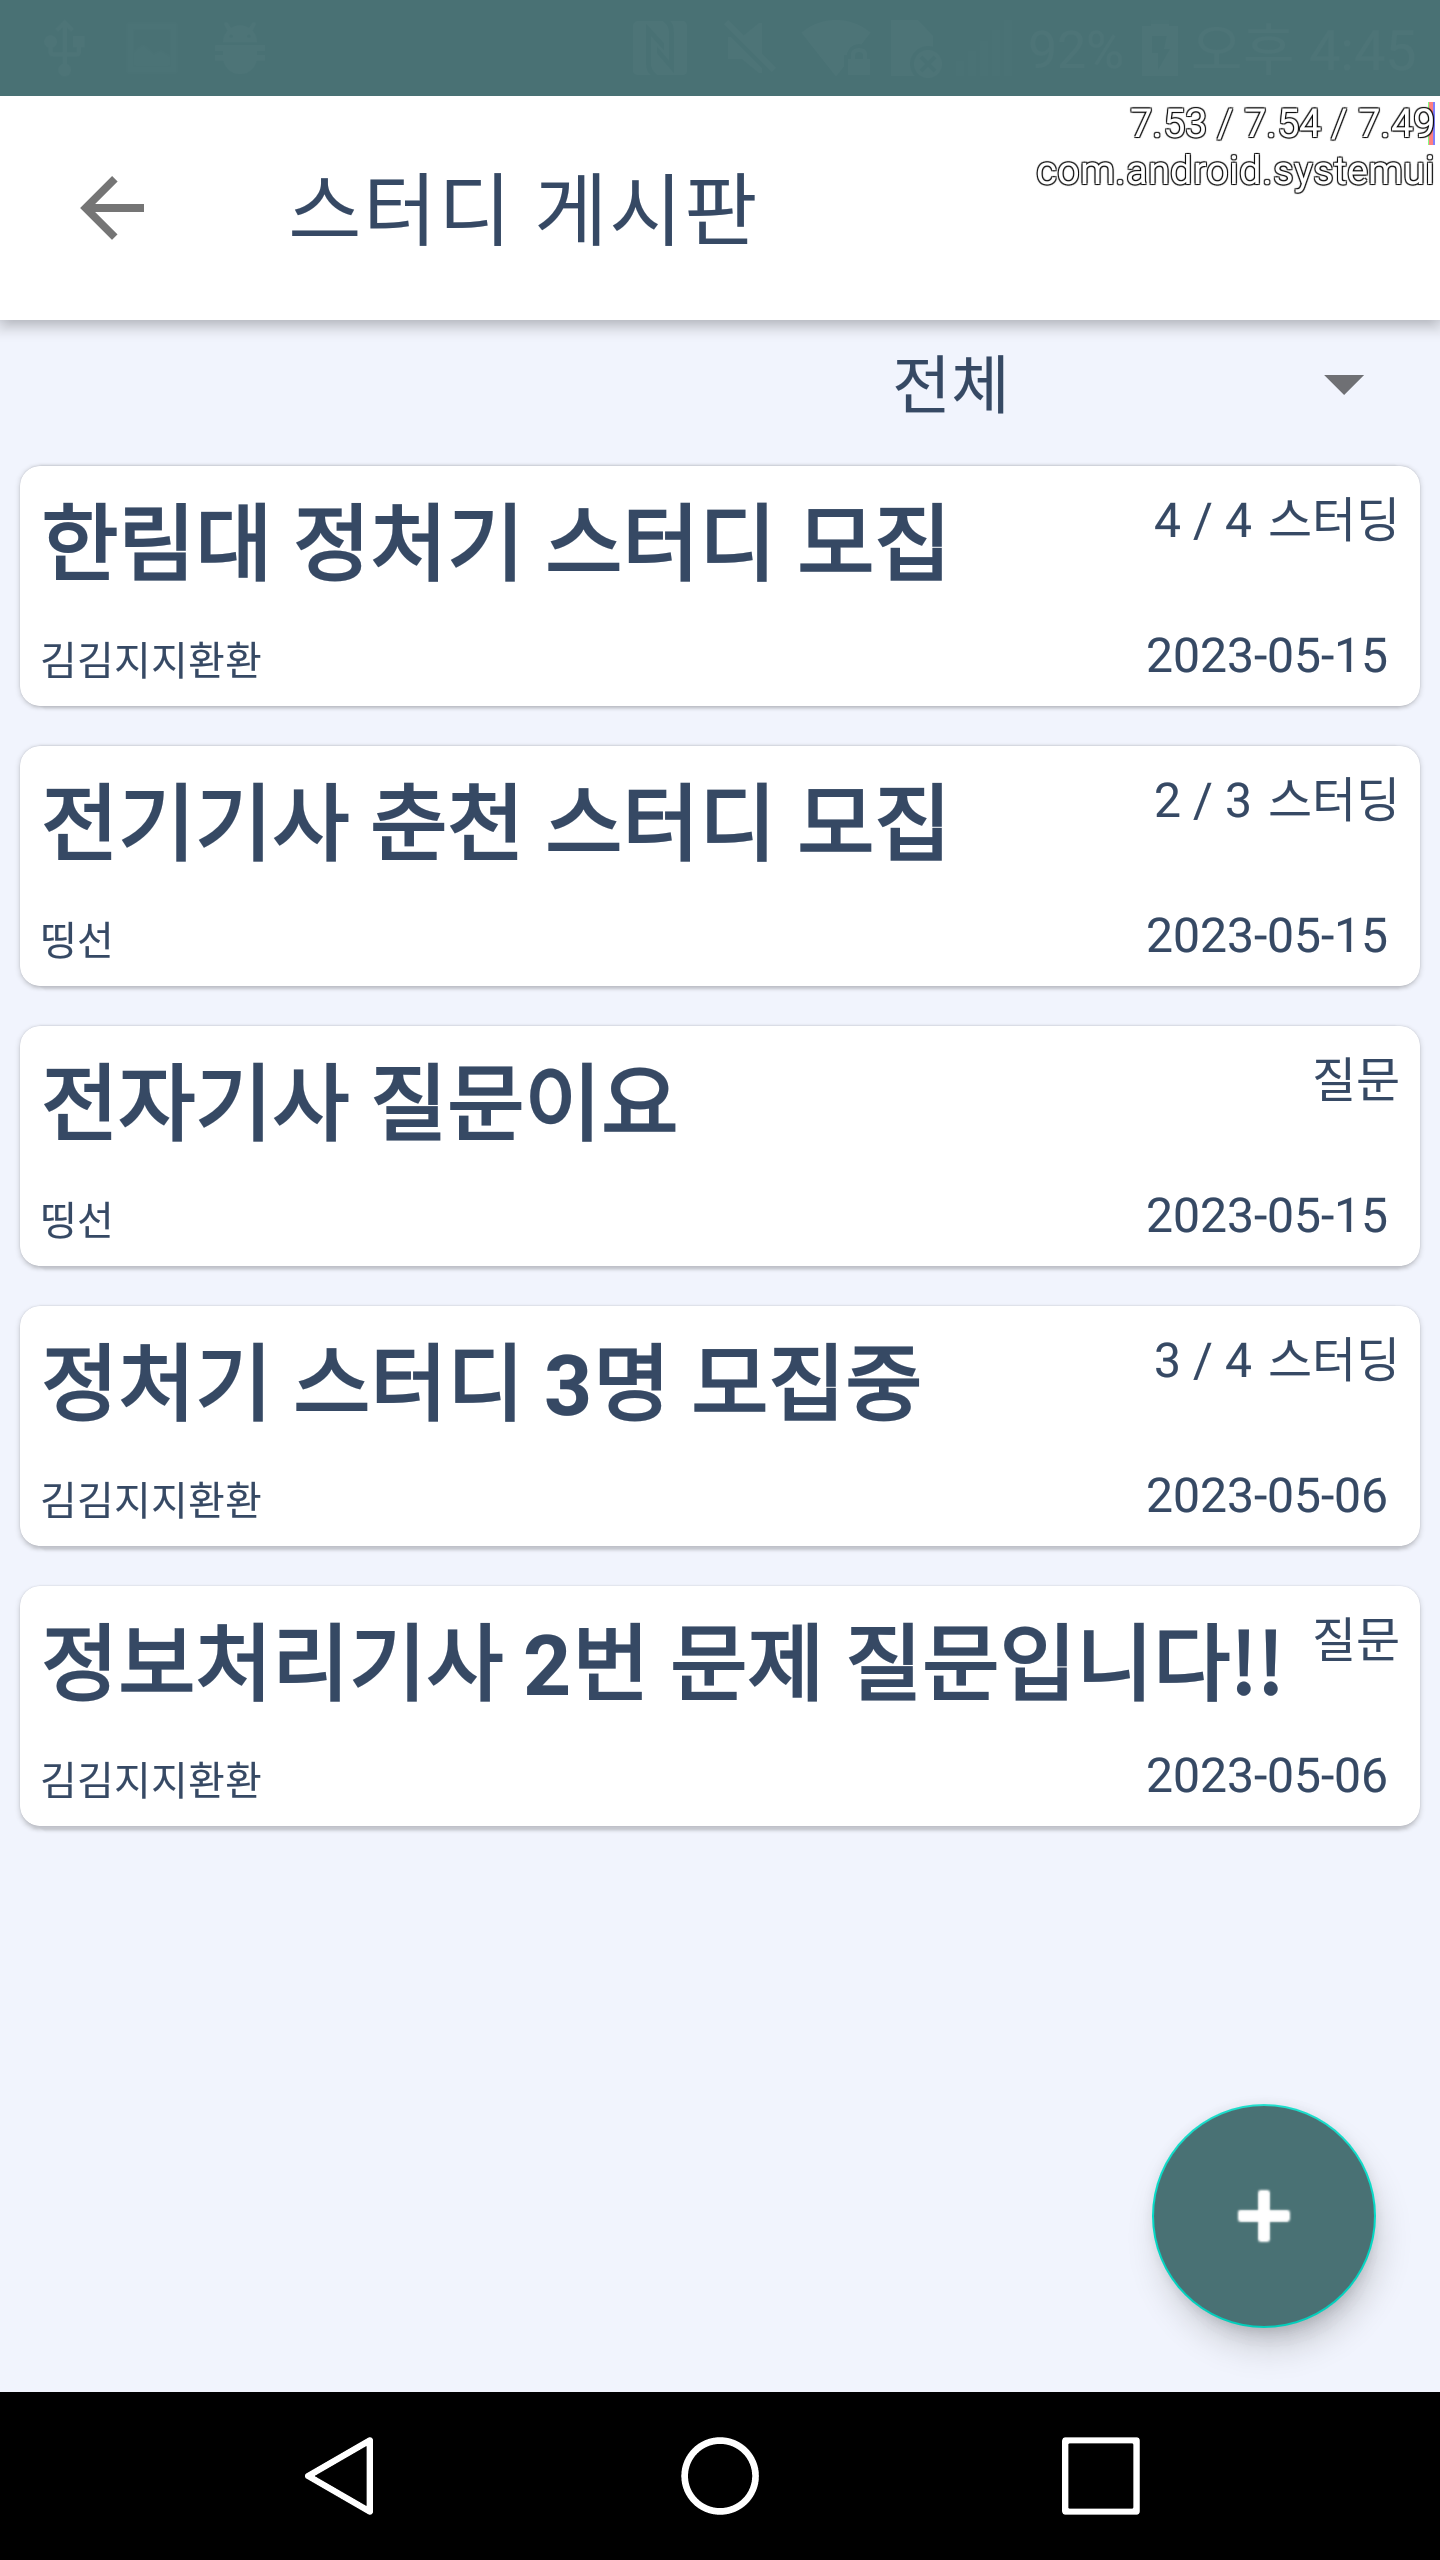 92% 오후 4:45
7.53 / 7.54 / 7.49
com.android.systemui
스터디 게시판
전체
한림대 정처기 스터디 모집
4 / 4 스터딩
김김지지환환
2023-05-15
전기기사 춘천 스터디 모집
2 / 3 스터딩
띵선
2023-05-15
전자기사 질문이요
질문
띵선
2023-05-15
정처기 스터디 3명 모집중
3 / 4 스터딩
김김지지환환
2023-05-06
정보처리기사 2번 문제 질문입니다!!
질문
김김지지환환
2023-05-06